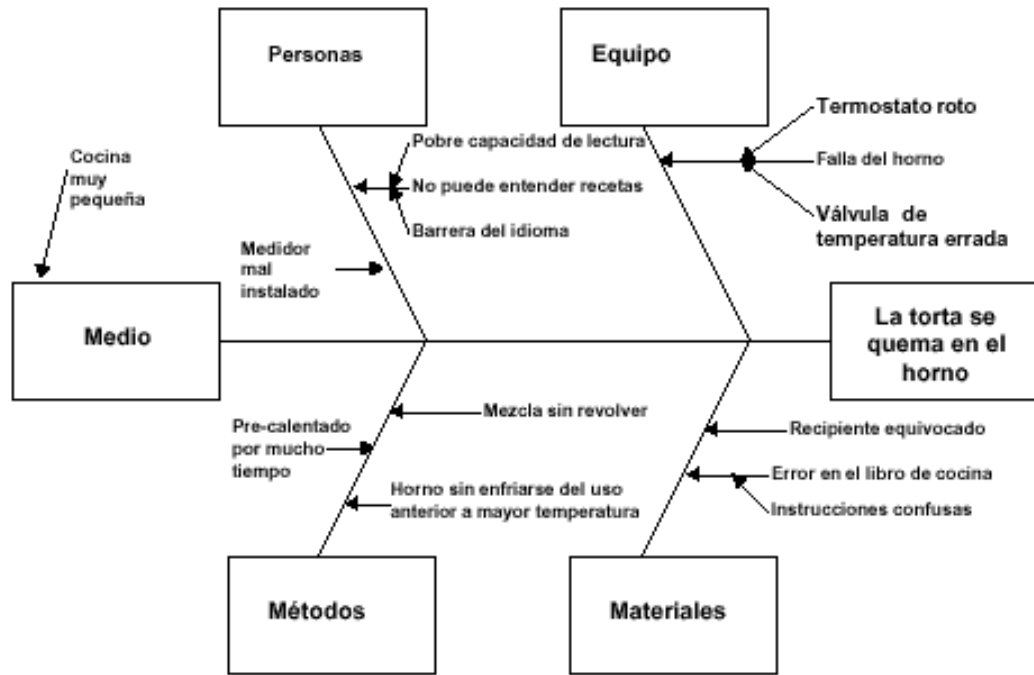 Personas
Equipo
Termostato roto
Pobre capacidad de lectura
Falla del horno
Cocina
muy
pequeña
No puede entender recetas
Válvula de
temperatura errada
Barrera del idioma
Medidor
mal
instalado
Medio
La torta se
quema en el
horno
Mezcla sin revolver
Pre-calentado
por mucho
tiempo
Recipiente equivocado
Error en el libro de cocina
Horno sin enfriarse del uso
anterior a mayor temperatura
Instrucciones confusas
Métodos
Materiales